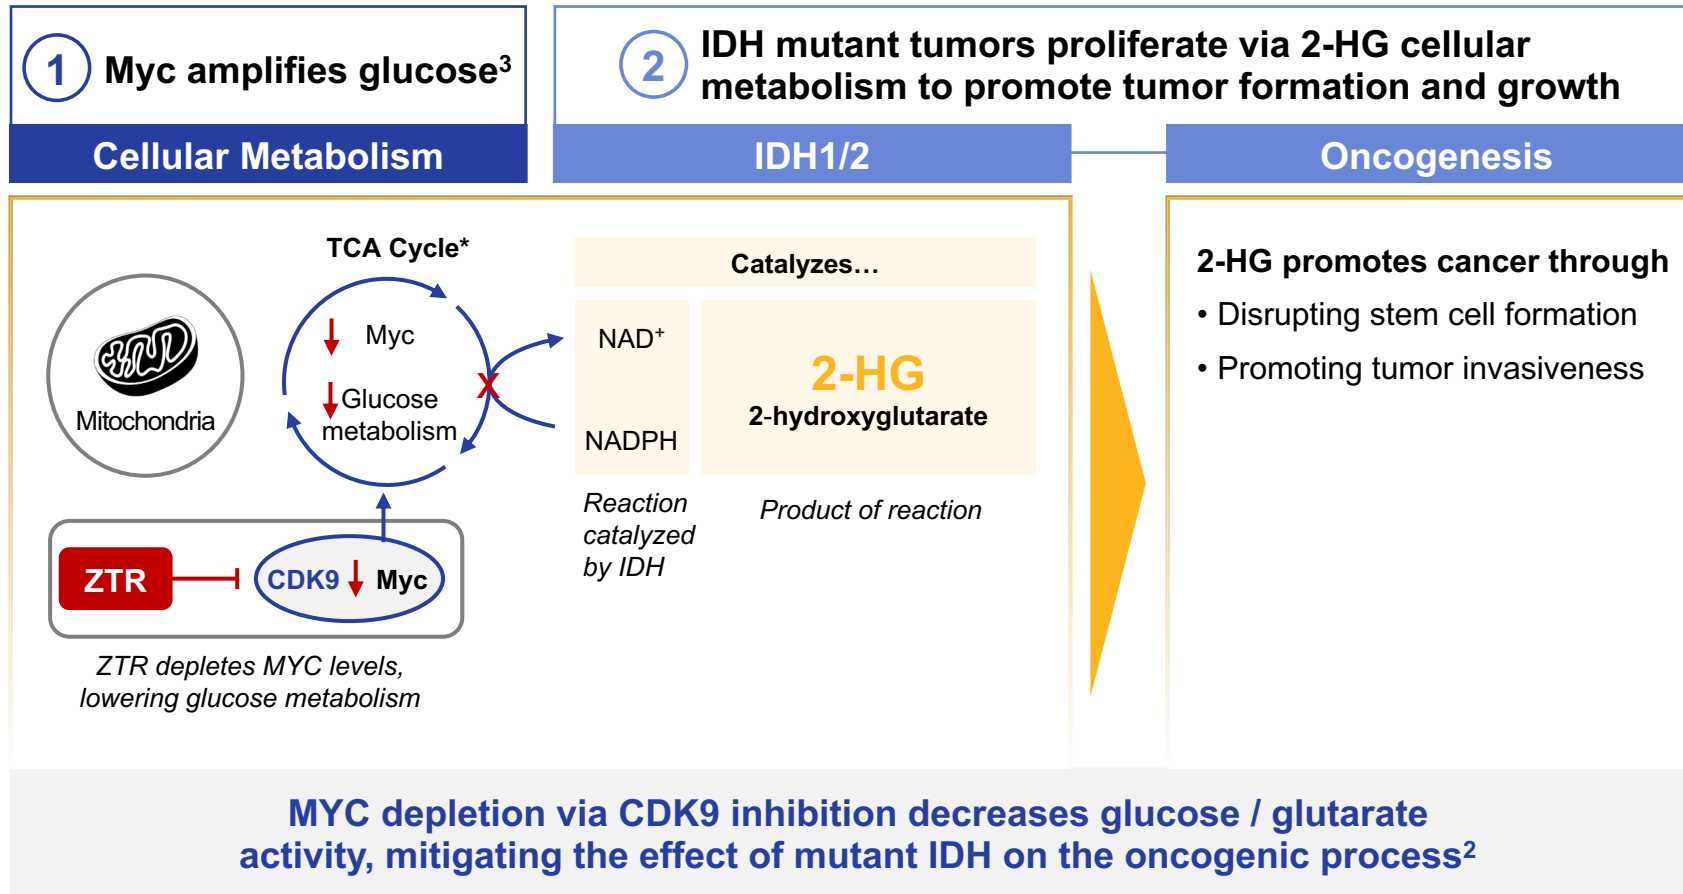 1
Myc amplifies glucose³
2
IDH mutant tumors proliferate via 2-HG cellular
metabolism to promote tumor formation and growth
Cellular Metabolism
IDH1/2
Oncogenesis
Mitochondria
TCA Cycle*
Myc
Glucose
metabolism
X
Catalyzes…
NAD⁺
NADPH
2-HG
2-hydroxyglutarate
Reaction
catalyzed
by IDH
Product of reaction
ZTR
CDK9
Myc
ZTR depletes MYC levels,
lowering glucose metabolism
2-HG promotes cancer through
• Disrupting stem cell formation
• Promoting tumor invasiveness
MYC depletion via CDK9 inhibition decreases glucose / glutarate
activity, mitigating the effect of mutant IDH on the oncogenic process²